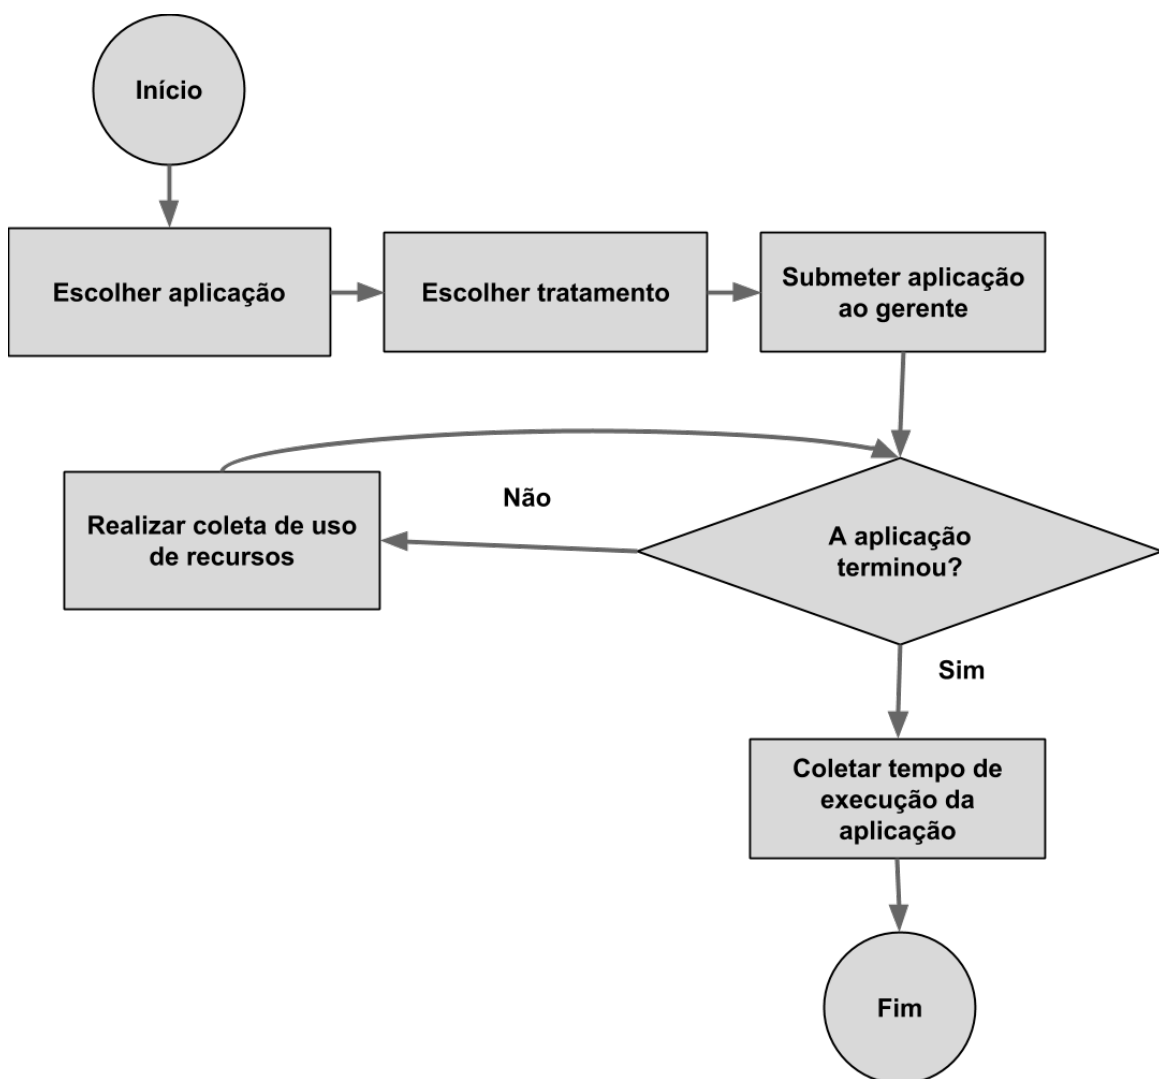 Início
Escolher aplicação
Escolher tratamento
Submeter aplicação
ao gerente
Não
Realizar coleta de uso
de recursos
A aplicação
terminou?
Sim
Coletar tempo de
execução da
aplicação
Fim